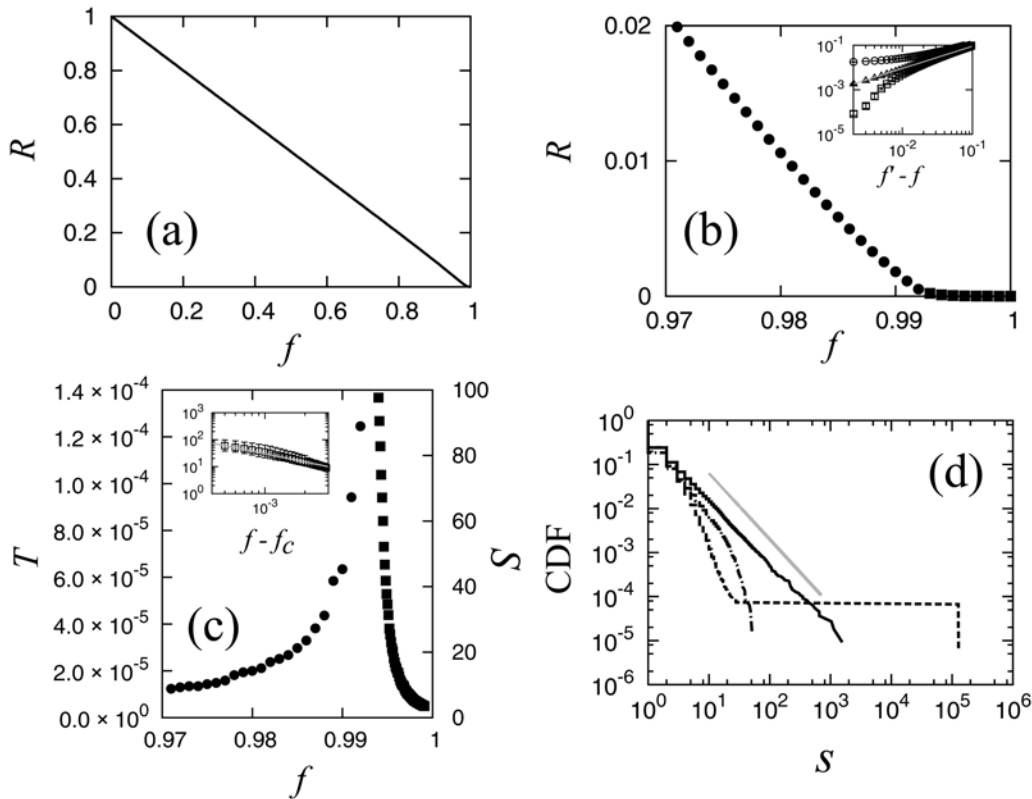 1
0.8
0.6
0.4
0.2
0
R
(a)
0 0.2 0.4 0.6 0.8 1
f
0.02
0.01
0
R
(b)
0.97 0.98 0.99 1
f
10^-1
10^-3
10^-5
10^-2 10^-1
f' - f
1.4 × 10^-4
1.2 × 10^-4
1.0 × 10^-4
8.0 × 10^-5
6.0 × 10^-5
4.0 × 10^-5
2.0 × 10^-5
0.0 × 10^0
T
(c)
100
80
60
40
20
0
S
0.97 0.98 0.99 1
f
10^3
10^2
10^1
10^0
10^-3
f - f_c
10^0
10^-1
10^-2
10^-3
10^-4
10^-5
10^-6
CDF
(d)
10^0 10^1 10^2 10^3 10^4 10^5 10^6
s